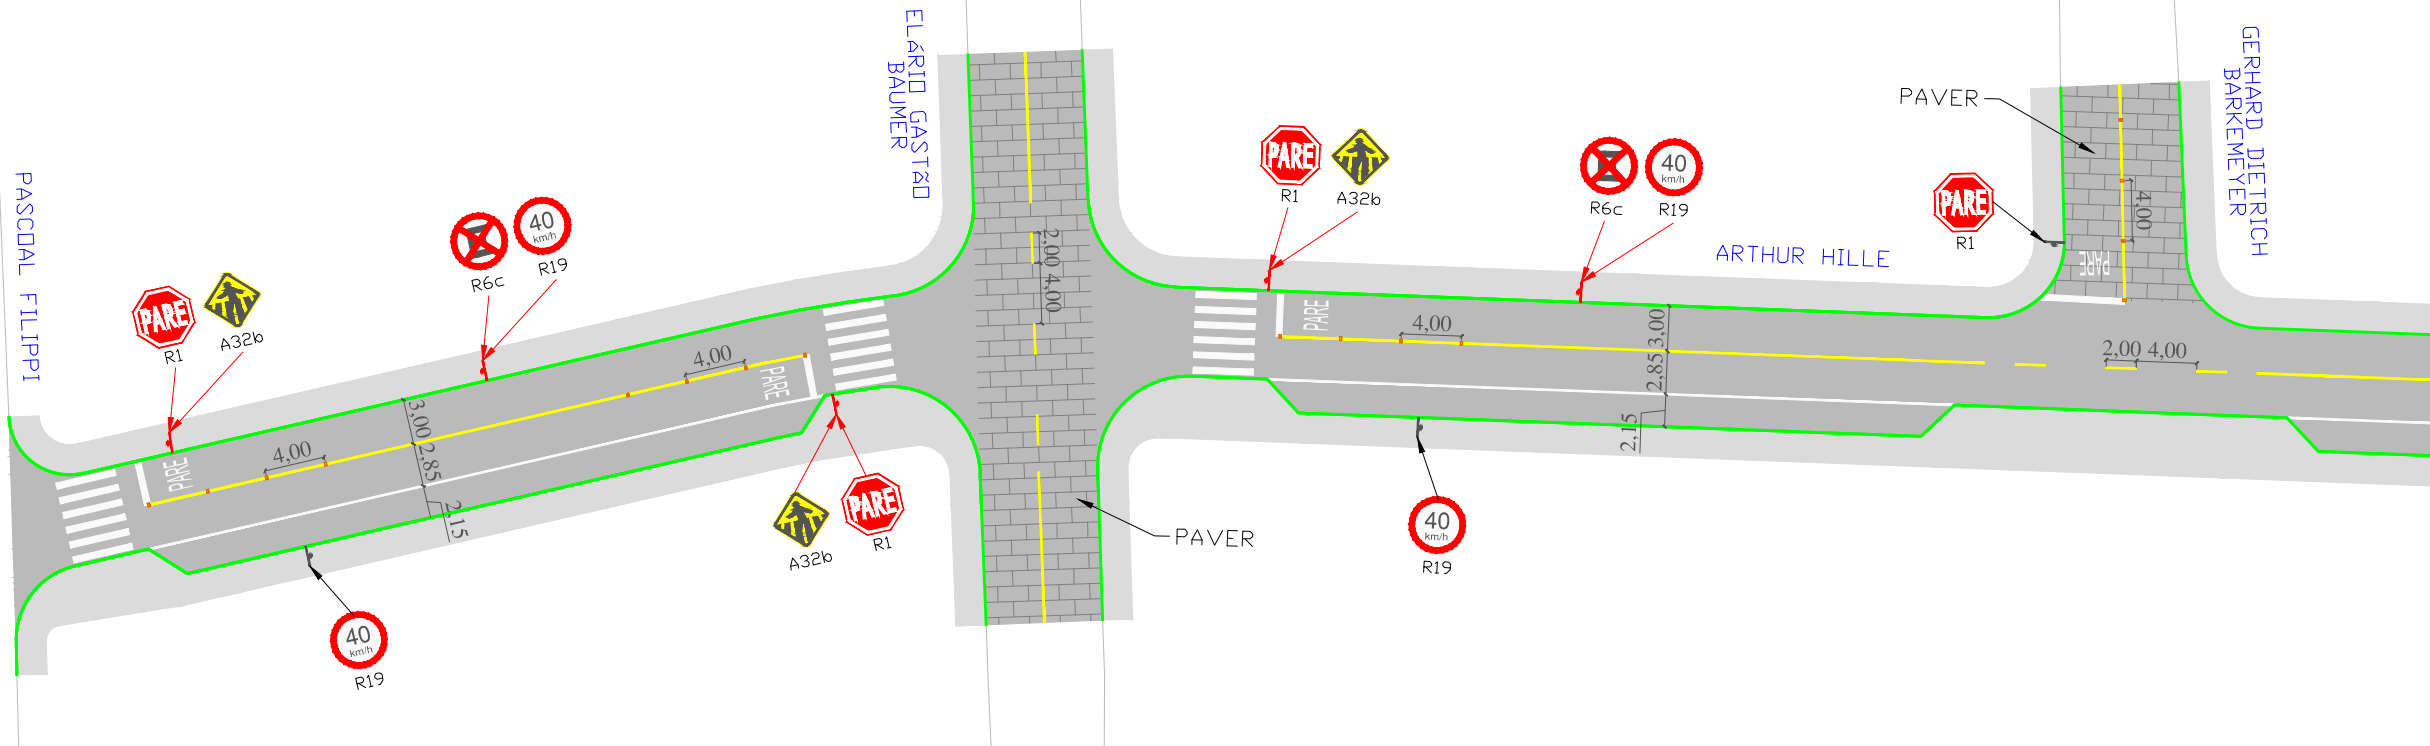 PASCOAL FILIPPI
PARE
R1
A32b
PARE
4,00
R6c
40
km/h
R19
3,00
2,85
2,15
40
km/h
R19
4,00
PARE
A32b
PARE
R1
ELÁRIO GASTÃO
BAUMER
2,00
4,00
PAVER
PARE
R1
A32b
PARE
4,00
R6c
40
km/h
R19
3,00
2,85
2,15
40
km/h
R19
ARTHUR HILLE
PAVER
PARE
R1
PARE
4,00
2,00
4,00
GERHARD DIETRICH
BARKEMEYER